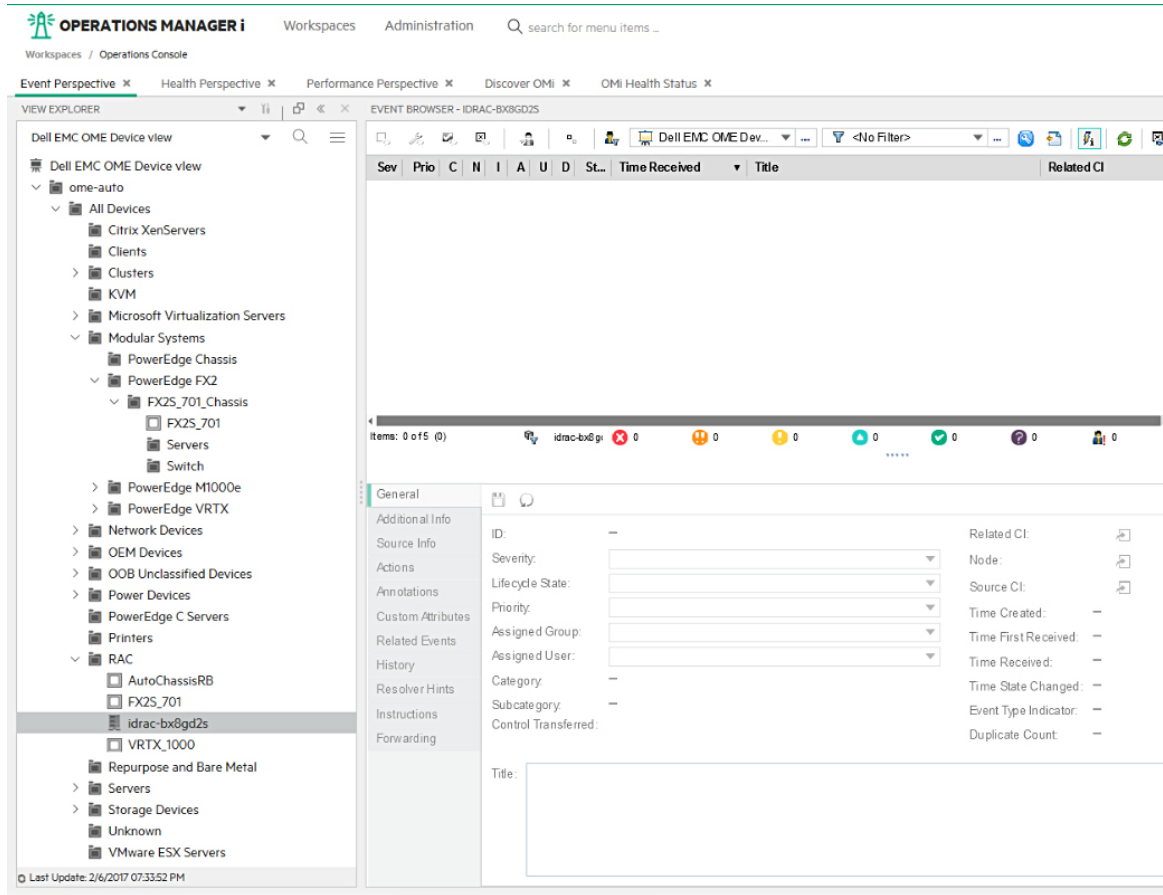 OPERATIONS MANAGER i Workspaces Administration search for menu items ...
Workspaces / Operations Console
Event Perspective × Health Perspective × Performance Perspective × Discover OMi × OMi Health Status ×
VIEW EXPLORER
Dell EMC OME Device view
Dell EMC OME Device view
ome-auto
All Devices
Citrix XenServers
Clients
Clusters
KVM
Microsoft Virtualization Servers
Modular Systems
PowerEdge Chassis
PowerEdge FX2
FX2S_701_Chassis
FX2S_701
Servers
Switch
PowerEdge M1000e
PowerEdge VRTX
Network Devices
OEM Devices
OOB Unclassified Devices
Power Devices
PowerEdge C Servers
Printers
RAC
AutoChassisRB
FX2S_701
idrac-bx8gd2s
VRTX_1000
Repurpose and Bare Metal
Servers
Storage Devices
Unknown
VMware ESX Servers
Last Update: 2/6/2017 07:33:52 PM
EVENT BROWSER - IDRAC-BX8GD2S
Dell EMC OME Dev... ... <No Filter> ...
Sev Prio C N I A U D St... Time Received Title Related CI
Items: 0 of 5 (0) idrac-bx8g 0 0 0 0 0 0 0
General
Additional Info
Source Info
Actions
Annotations
Custom Attributes
Related Events
History
Resolver Hints
Instructions
Forwarding
ID: –
Severity:
Lifecycle State:
Priority:
Assigned Group:
Assigned User:
Category: –
Subcategory: –
Control Transferred:
Related CI:
Node:
Source CI:
Time Created: –
Time First Received: –
Time Received: –
Time State Changed: –
Event Type Indicator: –
Duplicate Count: –
Title: